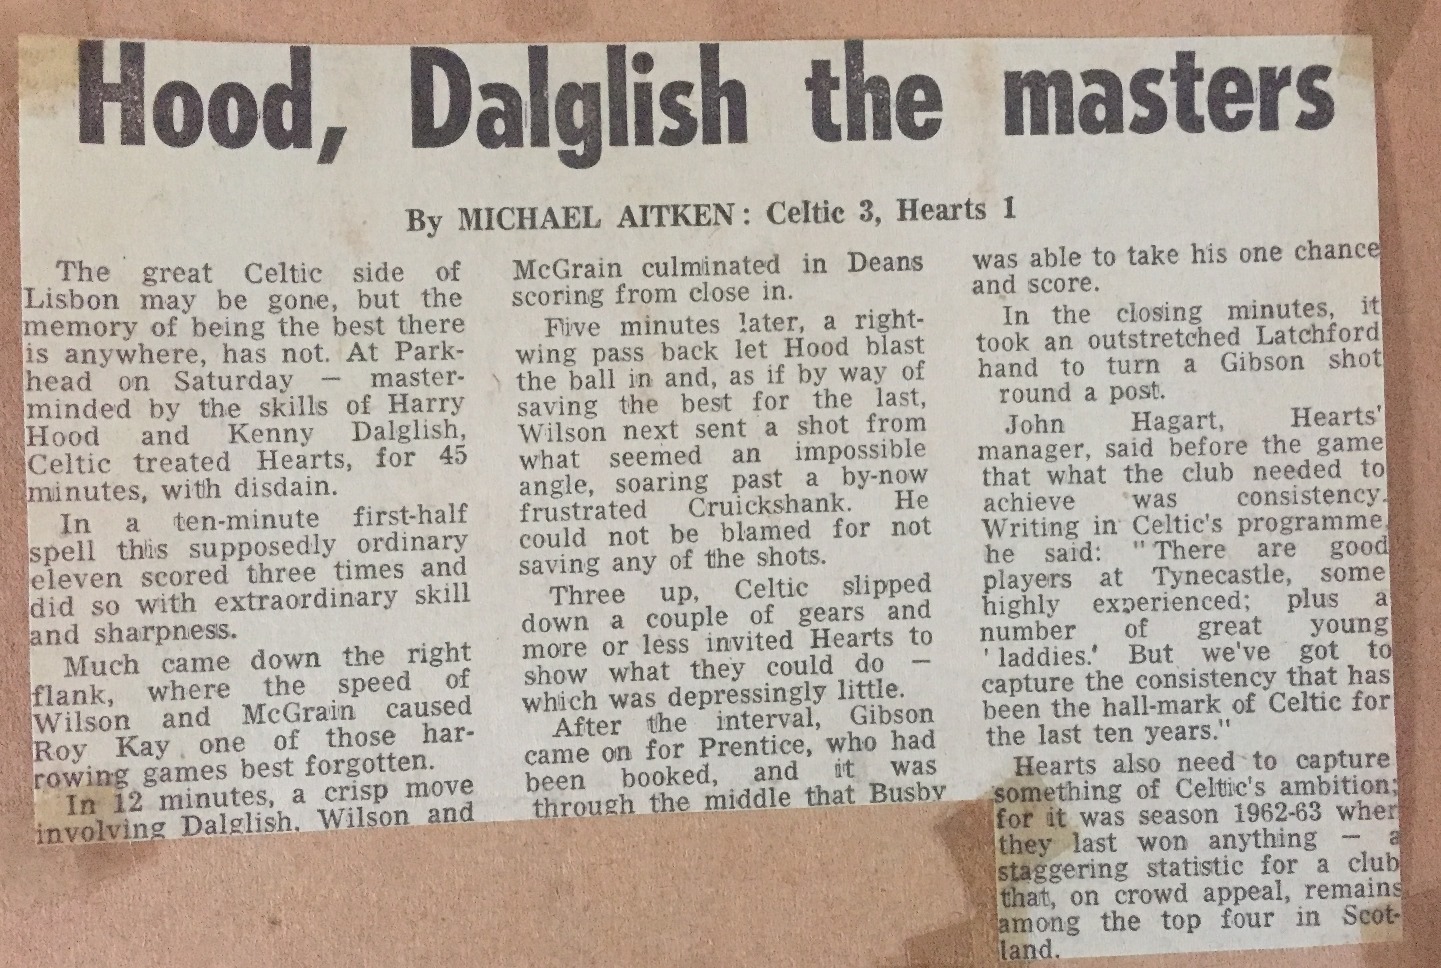 Hood, Dalglish the masters
By MICHAEL AITKEN: Celtic 3, Hearts 1
The great Celtic side of
Lisbon may be gone, but the
memory of being the best there
is anywhere, has not. At Park-
head on Saturday — master-
minded by the skills of Harry
Hood and Kenny Dalglish,
Celtic treated Hearts, for 45
minutes, with disdain.
In a ten-minute first-half
spell this supposedly ordinary
eleven scored three times and
did so with extraordinary skill
and sharpness.
Much came down the right
flank, where the speed of
Wilson and McGrain caused
Roy Kay one of those har-
rowing games best forgotten.
In 12 minutes, a crisp move
involving Dalglish, Wilson and
McGrain culminated in Deans
scoring from close in.
Five minutes later, a right-
wing pass back let Hood blast
the ball in and, as if by way of
saving the best for the last,
Wilson next sent a shot from
what seemed an impossible
angle, soaring past a by-now
frustrated Cruickshank. He
could not be blamed for not
saving any of the shots.
Three up, Celtic slipped
down a couple of gears and
more or less invited Hearts to
show what they could do —
which was depressingly little.
After the interval, Gibson
came on for Prentice, who had
been booked, and it was
through the middle that Busby
was able to take his one chance
and score.
In the closing minutes, it
took an outstretched Latchford
hand to turn a Gibson shot
round a post.
John Hagart, Hearts'
manager, said before the game
that what the club needed to
achieve was consistency.
Writing in Celtic's programme,
he said: "There are good
players at Tynecastle, some
highly experienced; plus a
number of great young
'laddies.' But we've got to
capture the consistency that has
been the hall-mark of Celtic for
the last ten years."
Hearts also need to capture
something of Celtic's ambition;
for it was season 1962-63 when
they last won anything — a
staggering statistic for a club
that, on crowd appeal, remains
among the top four in Scot-
land.